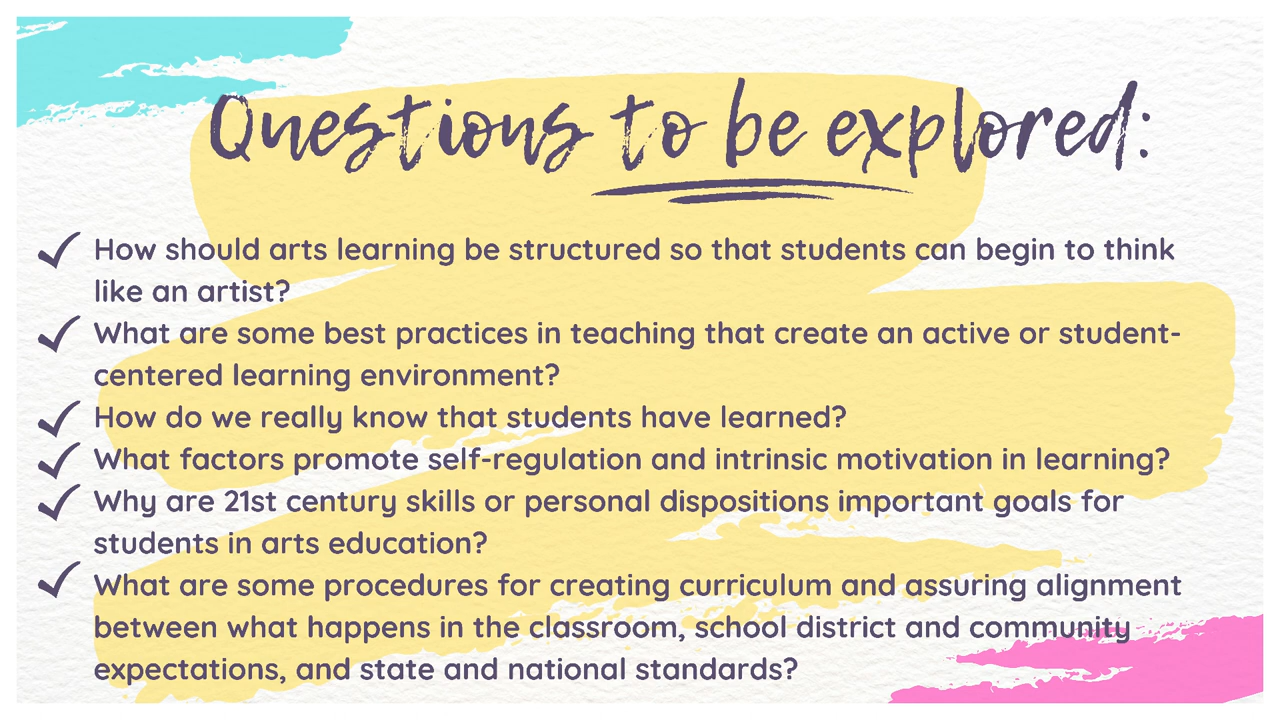 Questions to be explored:
How should arts learning be structured so that students can begin to think
like an artist?
What are some best practices in teaching that create an active or student-
centered learning environment?
How do we really know that students have learned?
What factors promote self-regulation and intrinsic motivation in learning?
Why are 21st century skills or personal dispositions important goals for
students in arts education?
What are some procedures for creating curriculum and assuring alignment
between what happens in the classroom, school district and community
expectations, and state and national standards?